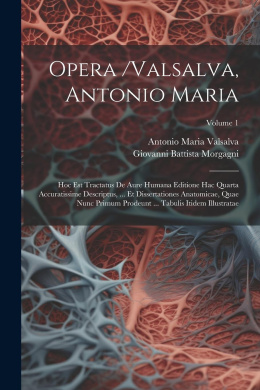 Opera /Valsalva,
Antonio Maria
Volume 1
Antonio Maria Valsalva
Giovanni Battista Morgagni
Hoc Est Tractatus De Aure Humana Editione Hac Quarta
Accuratissime Descriptus, ... Et Dissertationes Anatomicae, Quae
Nunc Primum Prodeunt ... Tabulis Itidem Illustratae